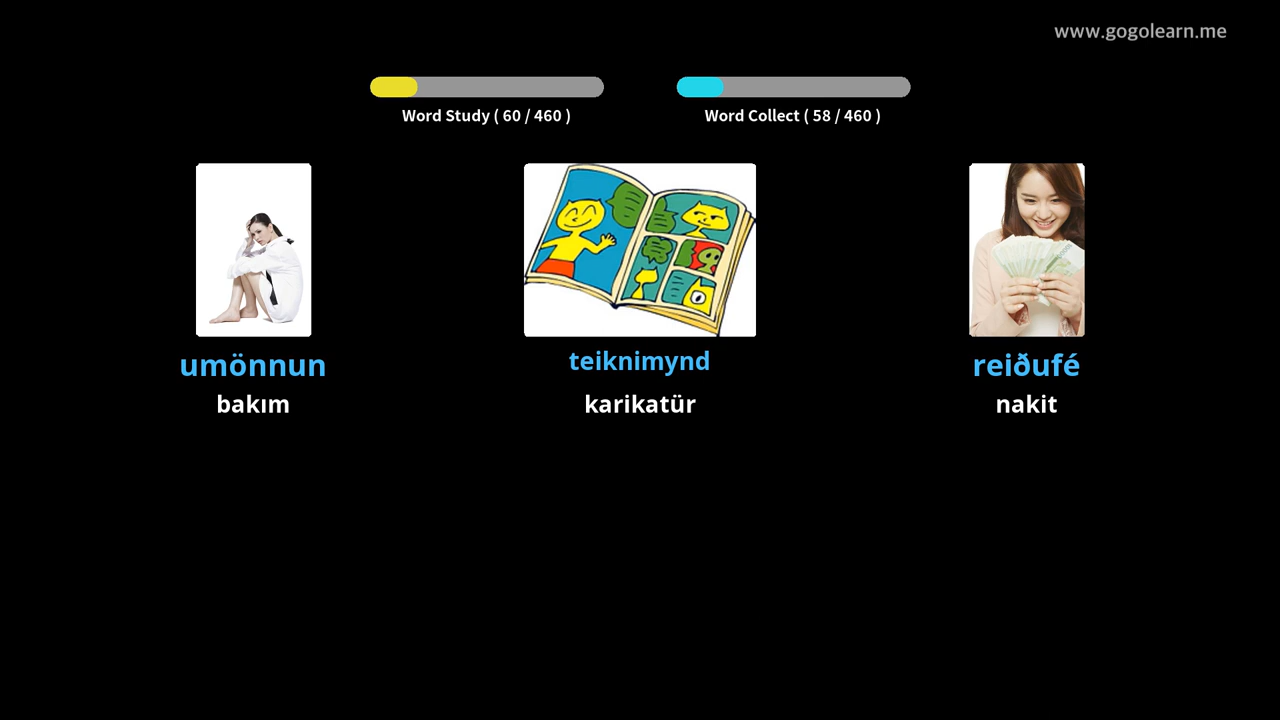 www.gogolearn.me
Word Study ( 60 / 460 )
Word Collect ( 58 / 460 )
umönnun
teiknimynd
reiðufé
bakım
karikatür
nakit